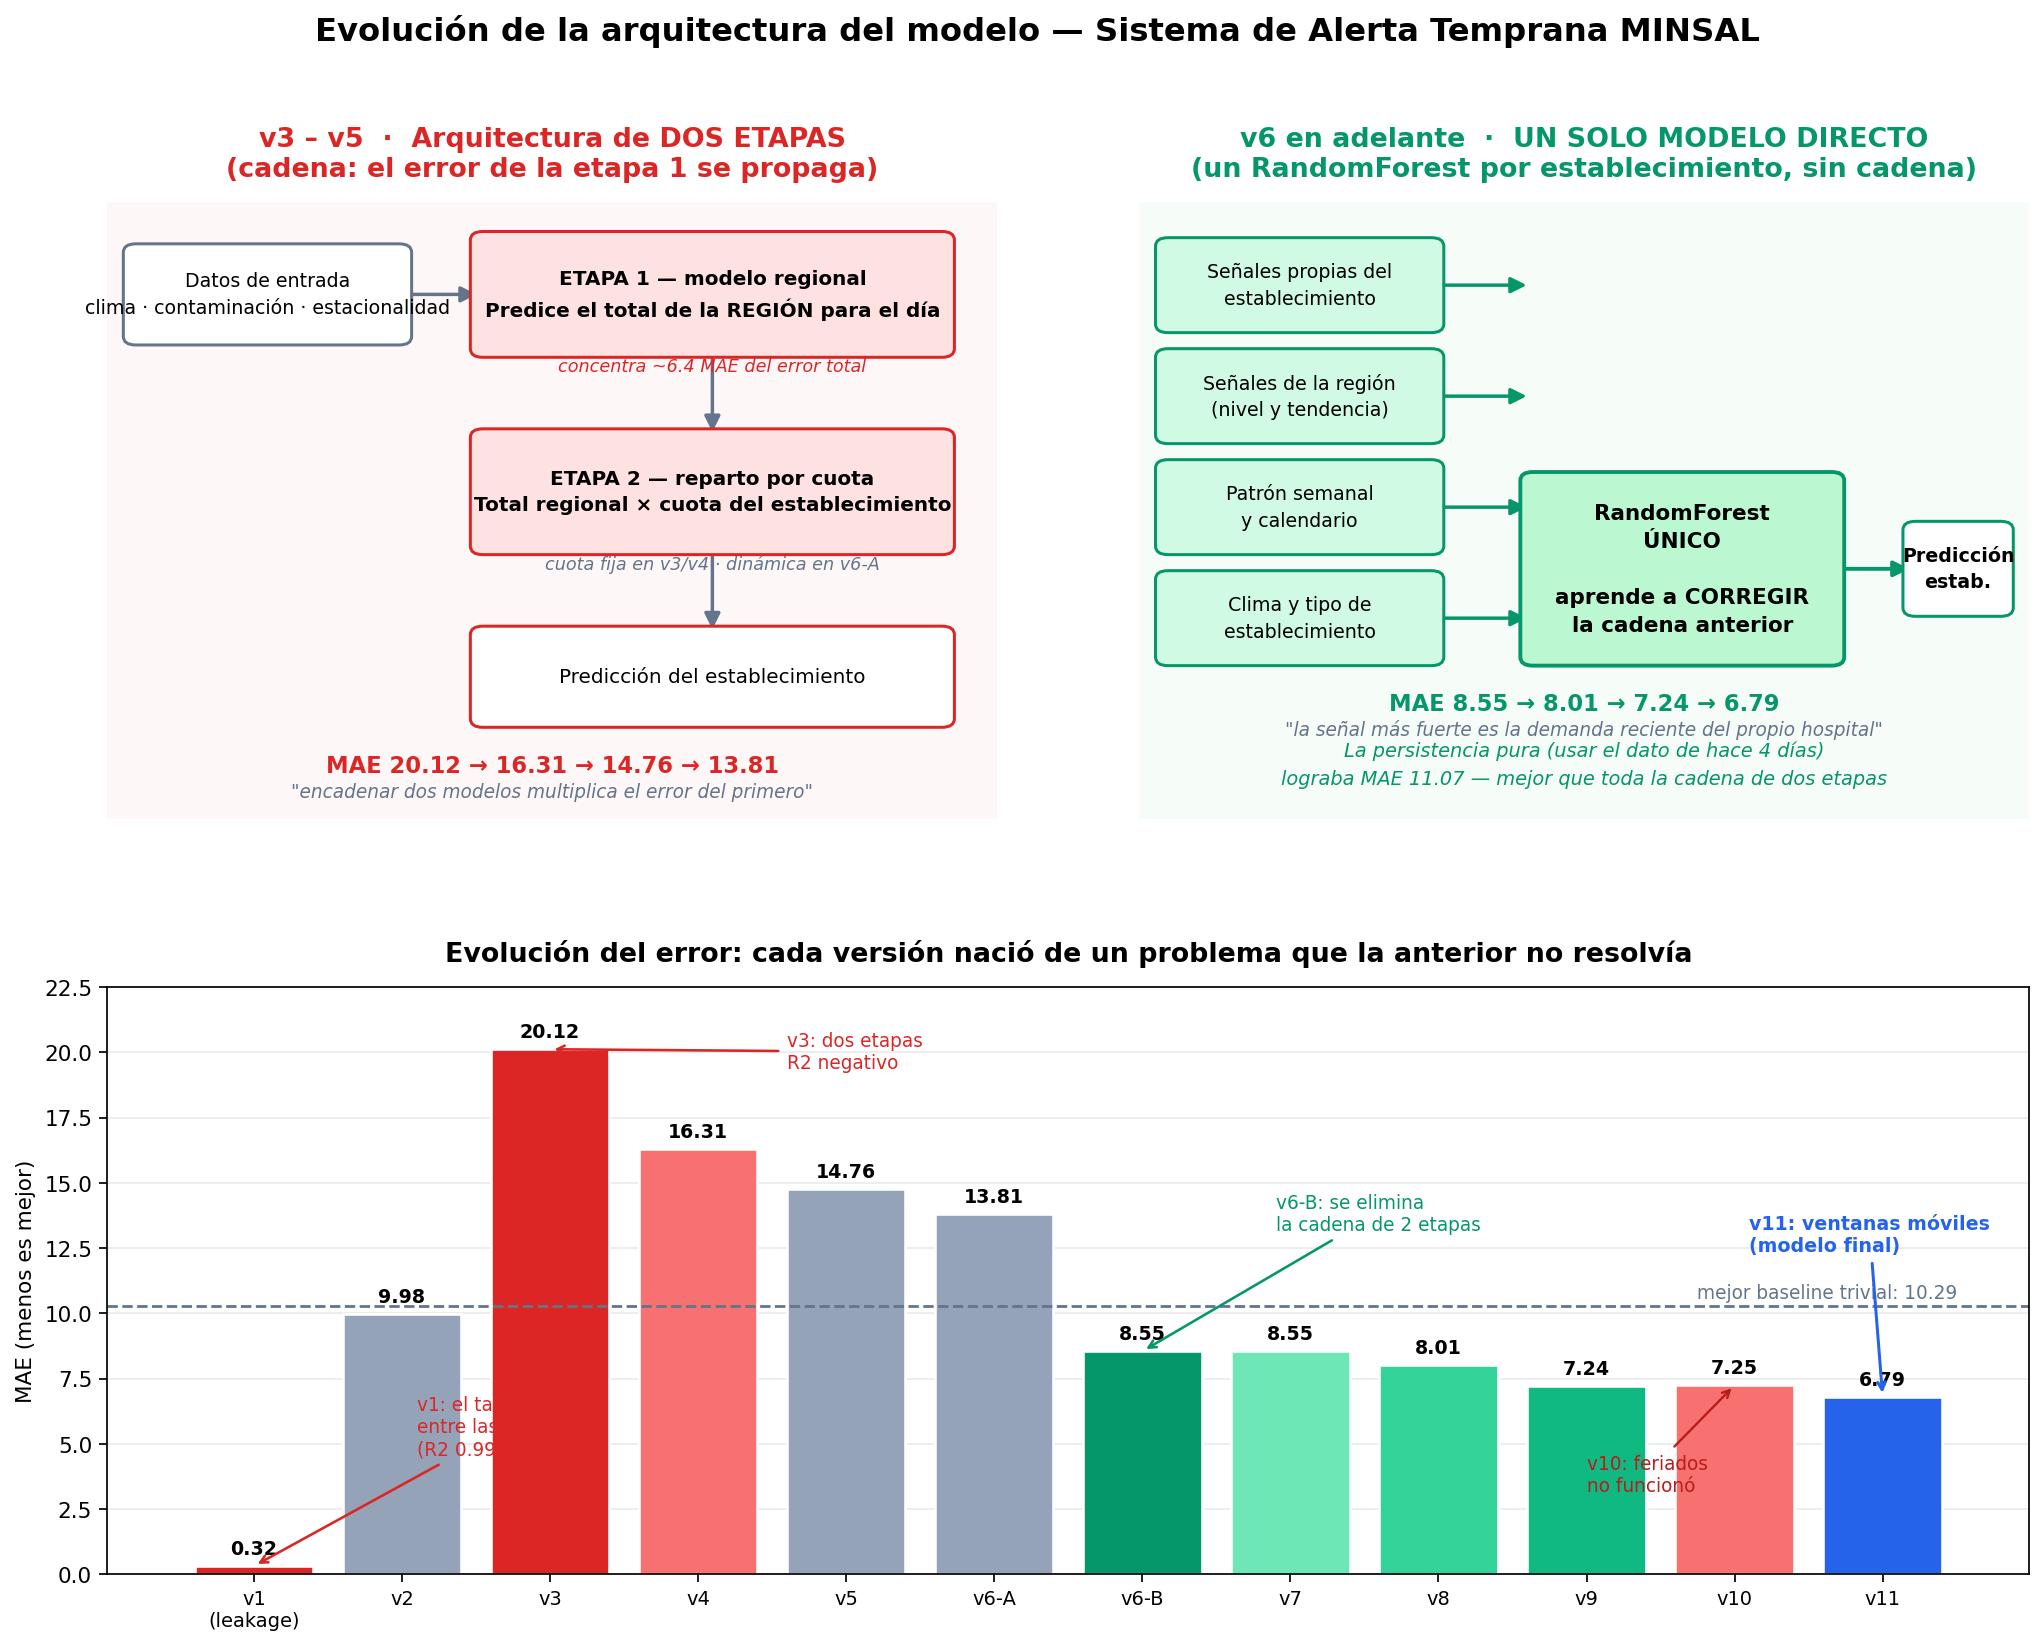 Evolución de la arquitectura del modelo — Sistema de Alerta Temprana MINSAL
v3 – v5 · Arquitectura de DOS ETAPAS
(cadena: el error de la etapa 1 se propaga)
Datos de entrada
clima · contaminación · estacionalidad
ETAPA 1 — modelo regional
Predice el total de la REGIÓN para el día
concentra ~6.4 MAE del error total
ETAPA 2 — reparto por cuota
Total regional × cuota del establecimiento
cuota fija en v3/v4 · dinámica en v6-A
Predicción del establecimiento
MAE 20.12 → 16.31 → 14.76 → 13.81
"encadenar dos modelos multiplica el error del primero"
v6 en adelante · UN SOLO MODELO DIRECTO
(un RandomForest por establecimiento, sin cadena)
Señales propias del
establecimiento
Señales de la región
(nivel y tendencia)
Patrón semanal
y calendario
Clima y tipo de
establecimiento
RandomForest
ÚNICO
aprende a CORREGIR
la cadena anterior
Predicción
estab.
MAE 8.55 → 8.01 → 7.24 → 6.79
"la señal más fuerte es la demanda reciente del propio hospital"
La persistencia pura (usar el dato de hace 4 días)
lograba MAE 11.07 — mejor que toda la cadena de dos etapas
Evolución del error: cada versión nació de un problema que la anterior no resolvía
MAE (menos es mejor)
22.5
20.0
17.5
15.0
12.5
10.0
7.5
5.0
2.5
0.0
0.32
9.98
20.12
16.31
14.76
13.81
8.55
8.55
8.01
7.24
7.25
6.79
v1: el ta
entre las
(R2 0.99
v3: dos etapas
R2 negativo
v6-B: se elimina
la cadena de 2 etapas
v11: ventanas móviles
(modelo final)
mejor baseline trivial: 10.29
v10: feriados
no funcionó
v1
(leakage)
v2
v3
v4
v5
v6-A
v6-B
v7
v8
v9
v10
v11